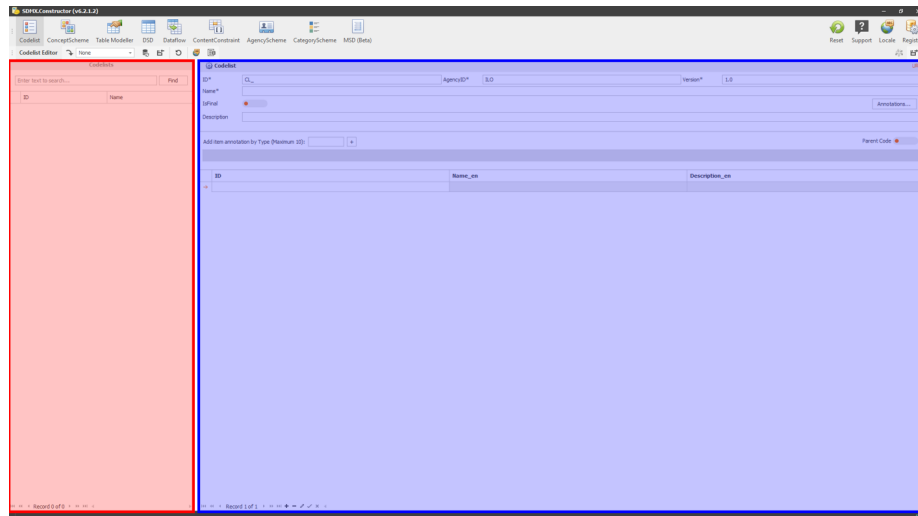 SDMX.Constructor (v6.2.1.2)
Codelist ConceptScheme Table Modeller DSD Dataflow ContentConstraint AgencyScheme CategoryScheme MSD (Beta) Reset Support Locale
Codelist Editor None
Codelists
Enter text to search... Find
ID Name
Record 0 of 0
Codelist
ID* CL_ AgencyID* ILO Version* 1.0
Name*
IsFinal
Annotations...
Description
Add item annotation by Type (Maximum 10): + Parent Code
ID Name_en Description_en
Record 1 of 1